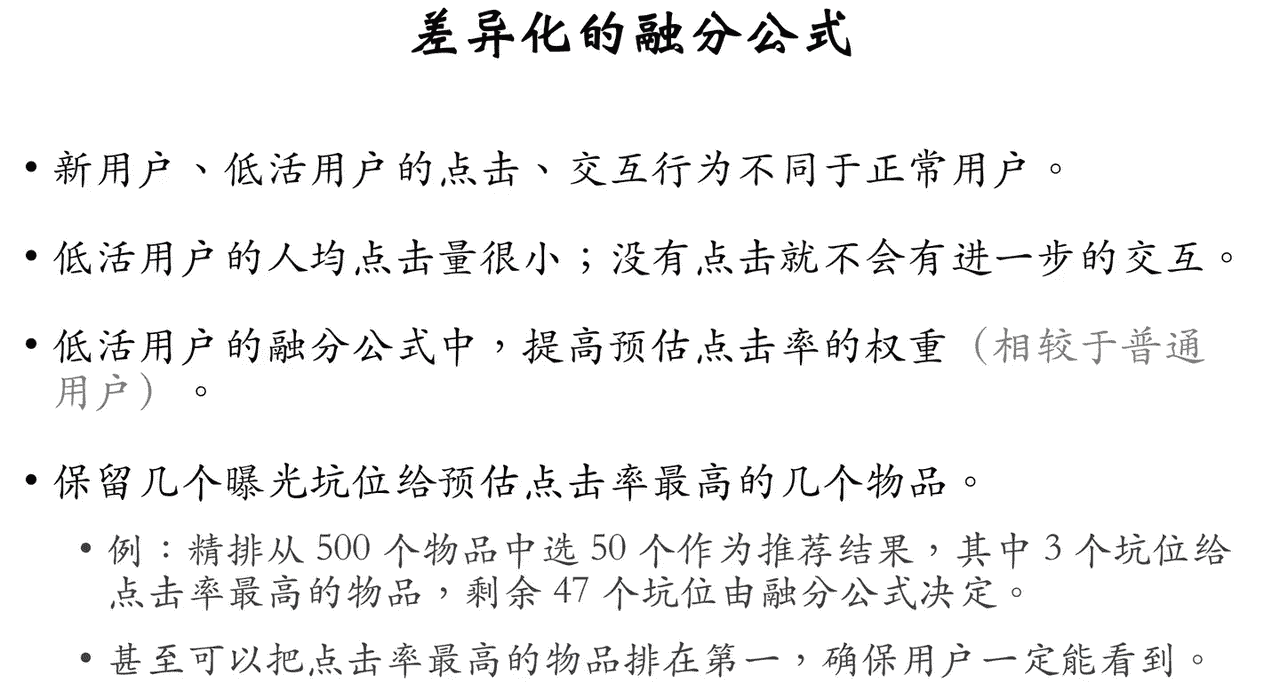 差异化的融分公式
• 新用户、低活用户的点击、交互行为不同于正常用户。
• 低活用户的人均点击量很小；没有点击就不会有进一步的交互。
• 低活用户的融分公式中，提高预估点击率的权重（相较于普通
用户）。
• 保留几个曝光坑位给预估点击率最高的几个物品。
• 例：精排从 500 个物品中选 50 个作为推荐结果，其中 3 个坑位给
点击率最高的物品，剩余 47 个坑位由融分公式决定。
• 甚至可以把点击率最高的物品排在第一，确保用户一定能看到。